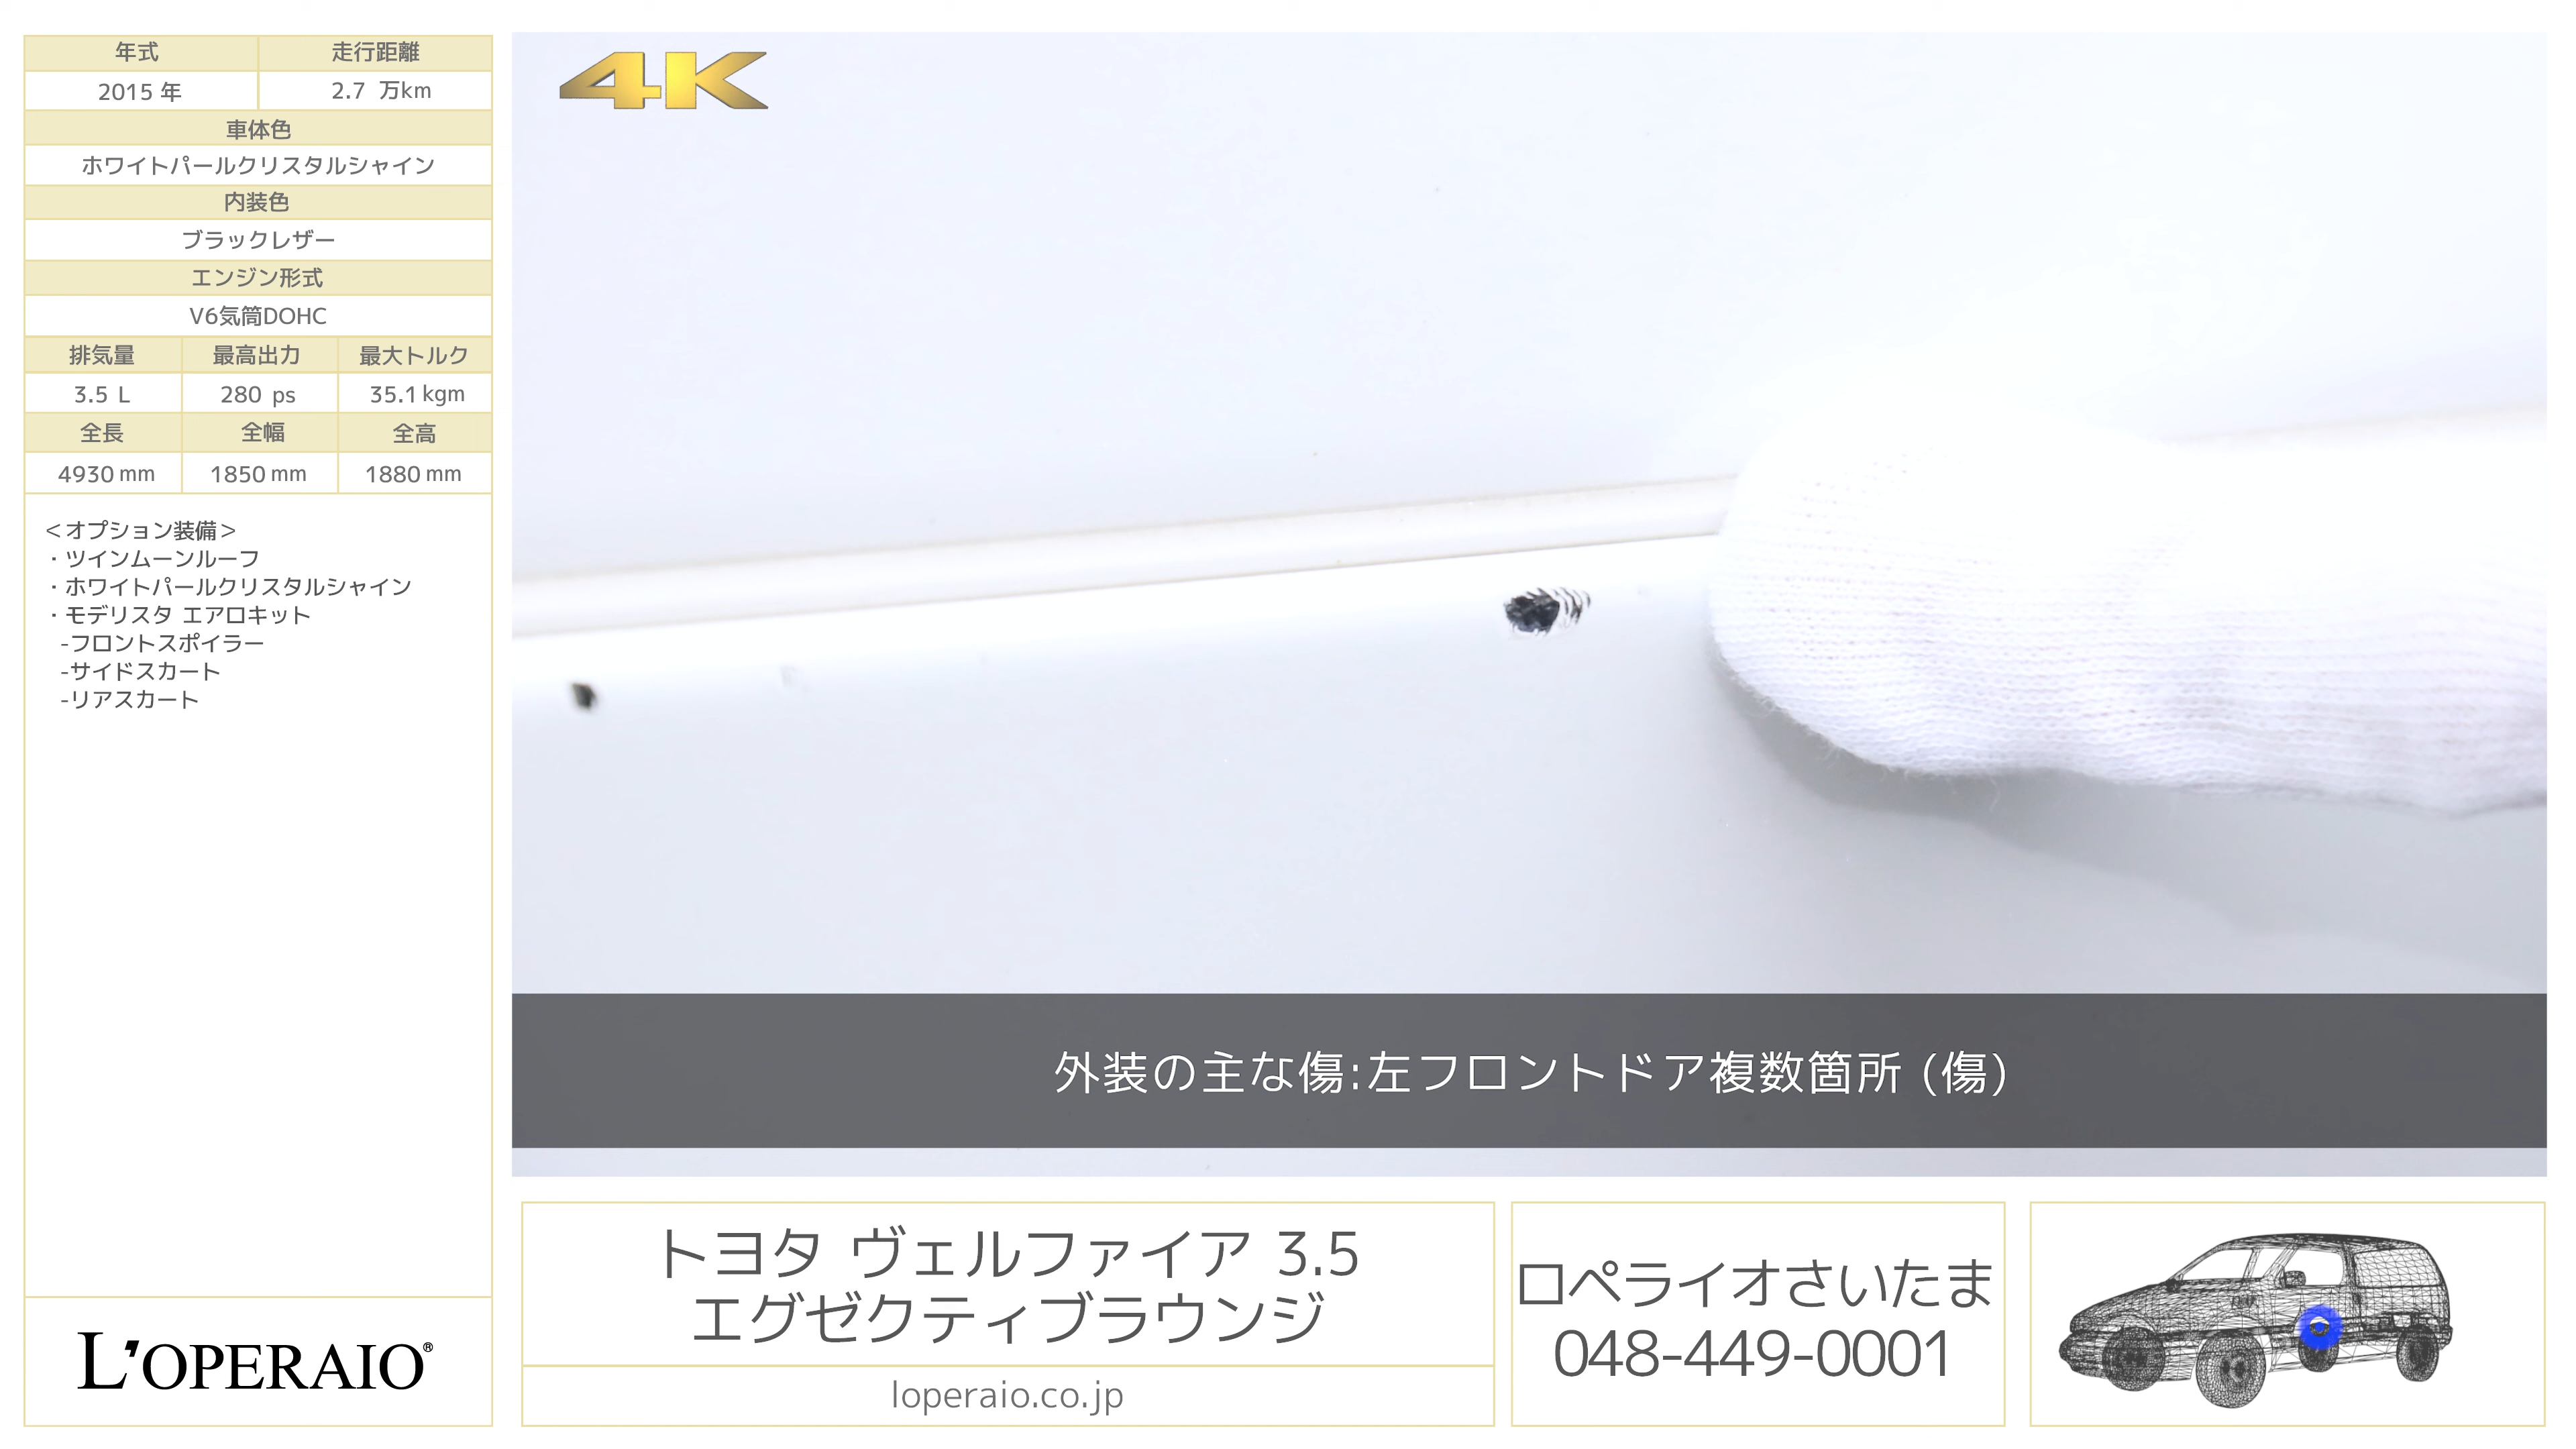 年式 走行距離
2015 年 2.7 万km
車体色
ホワイトパールクリスタルシャイン
内装色
ブラックレザー
エンジン形式
V6気筒DOHC
排気量 最高出力 最大トルク
3.5 L 280 ps 35.1 kgm
全長 全幅 全高
4930 mm 1850 mm 1880 mm
＜オプション装備＞
・ツインムーンルーフ
・ホワイトパールクリスタルシャイン
・モデリスタ エアロキット
-フロントスポイラー
-サイドスカート
-リアスカート
L'OPERAIO®
4K
外装の主な傷:左フロントドア複数箇所 (傷)
トヨタ ヴェルファイア 3.5
エグゼクティブラウンジ
loperaio.co.jp
ロペライオさいたま
048-449-0001